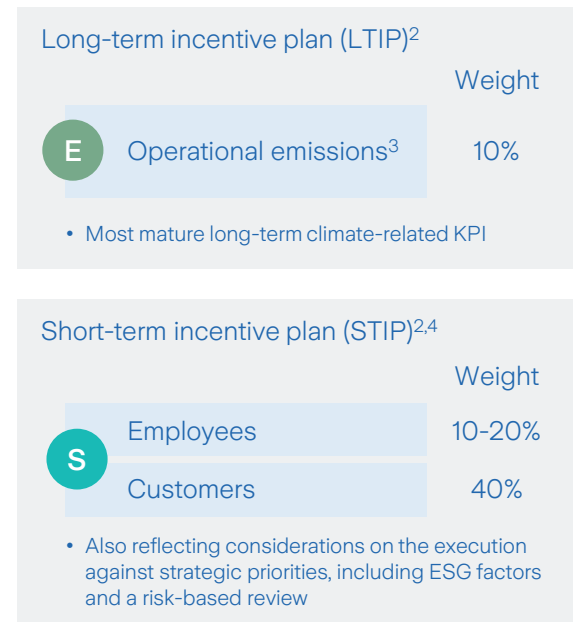 Long-term incentive plan (LTIP)2
Weight
E Operational emissions3 10%
• Most mature long-term climate-related KPI
Short-term incentive plan (STIP)2,4
Weight
Employees 10-20%
S
Customers 40%
• Also reflecting considerations on the execution
against strategic priorities, including ESG factors
and a risk-based review